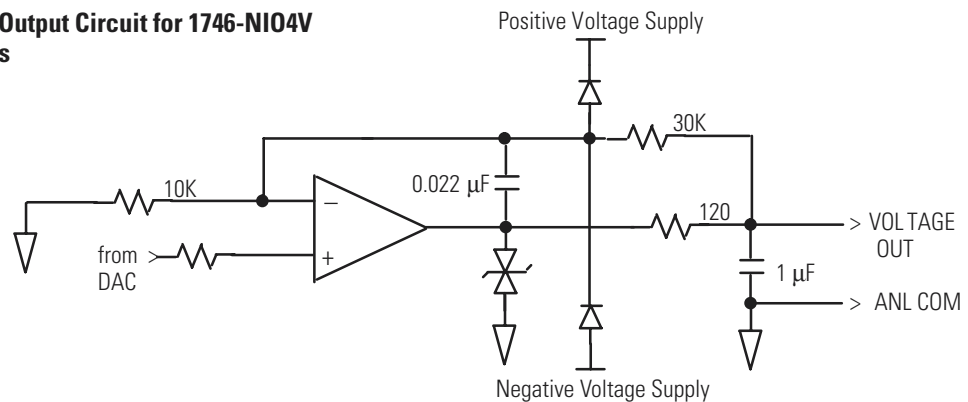 Output Circuit for 1746-NIO4V
s
Positive Voltage Supply
30K
10K
0.022 µF
−
+
from
DAC
120
> VOLTAGE
OUT
1 µF
> ANL COM
Negative Voltage Supply